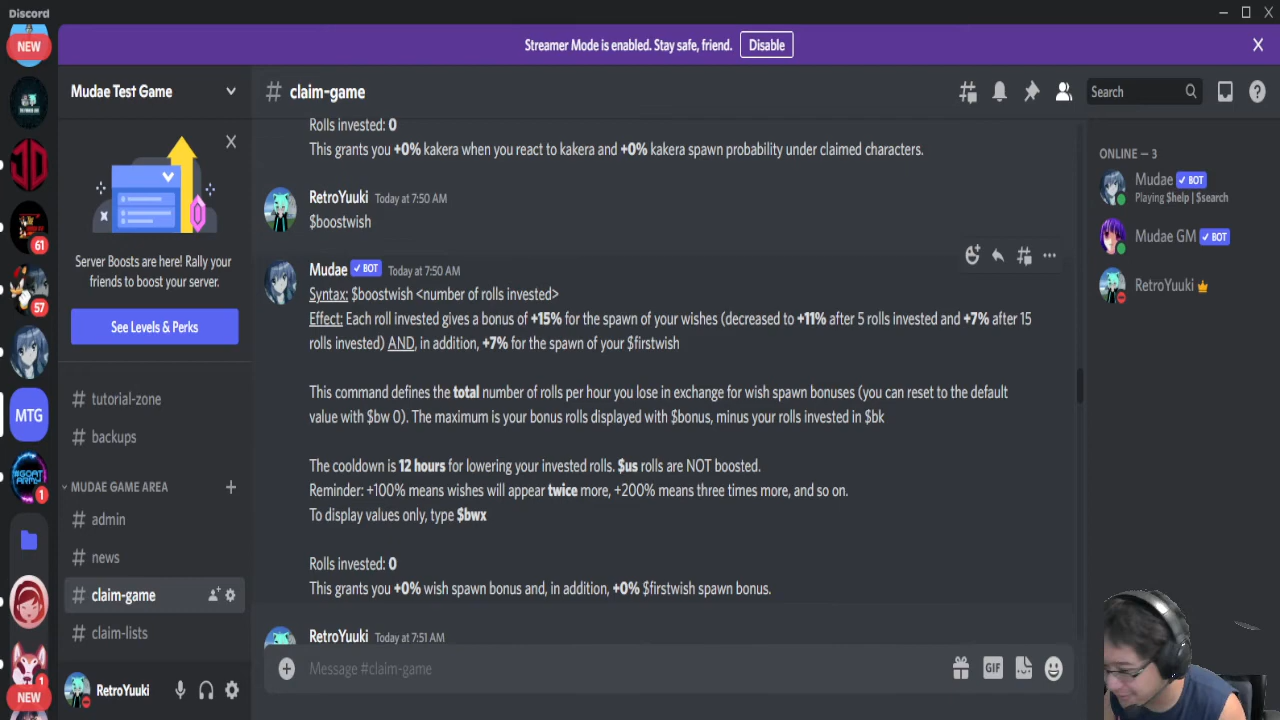 Discord
NEW
Streamer Mode is enabled. Stay safe, friend. Disable
Mudae Test Game
claim-game
Search
Server Boosts are here! Rally your
friends to boost your server.
See Levels & Perks
61
57
MTG
1
1
NEW
tutorial-zone
backups
MUDAE GAME AREA
admin
news
claim-game
claim-lists
RetroYuuki
Rolls invested: 0
This grants you +0% kakera when you react to kakera and +0% kakera spawn probability under claimed characters.
RetroYuuki Today at 7:50 AM
$boostwish
Mudae BOT Today at 7:50 AM
Syntax: $boostwish <number of rolls invested>
Effect: Each roll invested gives a bonus of +15% for the spawn of your wishes (decreased to +11% after 5 rolls invested and +7% after 15
rolls invested) AND, in addition, +7% for the spawn of your $firstwish
This command defines the total number of rolls per hour you lose in exchange for wish spawn bonuses (you can reset to the default
value with $bw 0). The maximum is your bonus rolls displayed with $bonus, minus your rolls invested in $bk
The cooldown is 12 hours for lowering your invested rolls. $us rolls are NOT boosted.
Reminder: +100% means wishes will appear twice more, +200% means three times more, and so on.
To display values only, type $bwx
Rolls invested: 0
This grants you +0% wish spawn bonus and, in addition, +0% $firstwish spawn bonus.
RetroYuuki Today at 7:51 AM
Message #claim-game
GIF
ONLINE — 3
Mudae BOT
Playing $help | $search
Mudae GM BOT
RetroYuuki